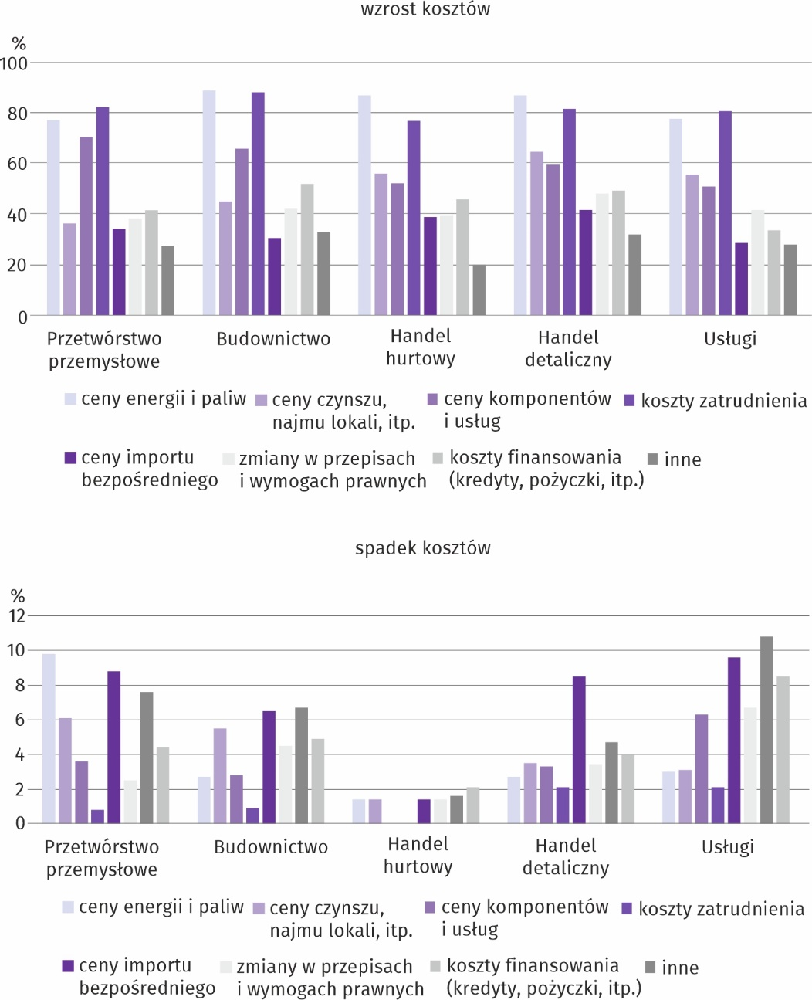 wzrost kosztów
%
100
80
60
40
20
0
Przetwórstwo
przemysłowe
Budownictwo
Handel
hurtowy
Handel
detaliczny
Usługi
ceny energii i paliw
ceny czynszu,
najmu lokali, itp.
ceny komponentów
i usług
koszty zatrudnienia
ceny importu
bezpośredniego
zmiany w przepisach
i wymogach prawnych
koszty finansowania
(kredyty, pożyczki, itp.)
inne
spadek kosztów
%
12
10
8
6
4
2
0
Przetwórstwo
przemysłowe
Budownictwo
Handel
hurtowy
Handel
detaliczny
Usługi
ceny energii i paliw
ceny czynszu,
najmu lokali, itp.
ceny komponentów
i usług
koszty zatrudnienia
ceny importu
bezpośredniego
zmiany w przepisach
i wymogach prawnych
koszty finansowania
(kredyty, pożyczki, itp.)
inne